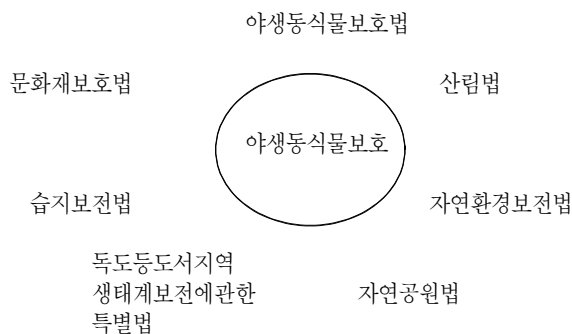 야생동식물보호법
문화재보호법
산림법
야생동식물보호
습지보전법
자연환경보전법
독도등도서지역
생태계보전에관한
특별법
자연공원법